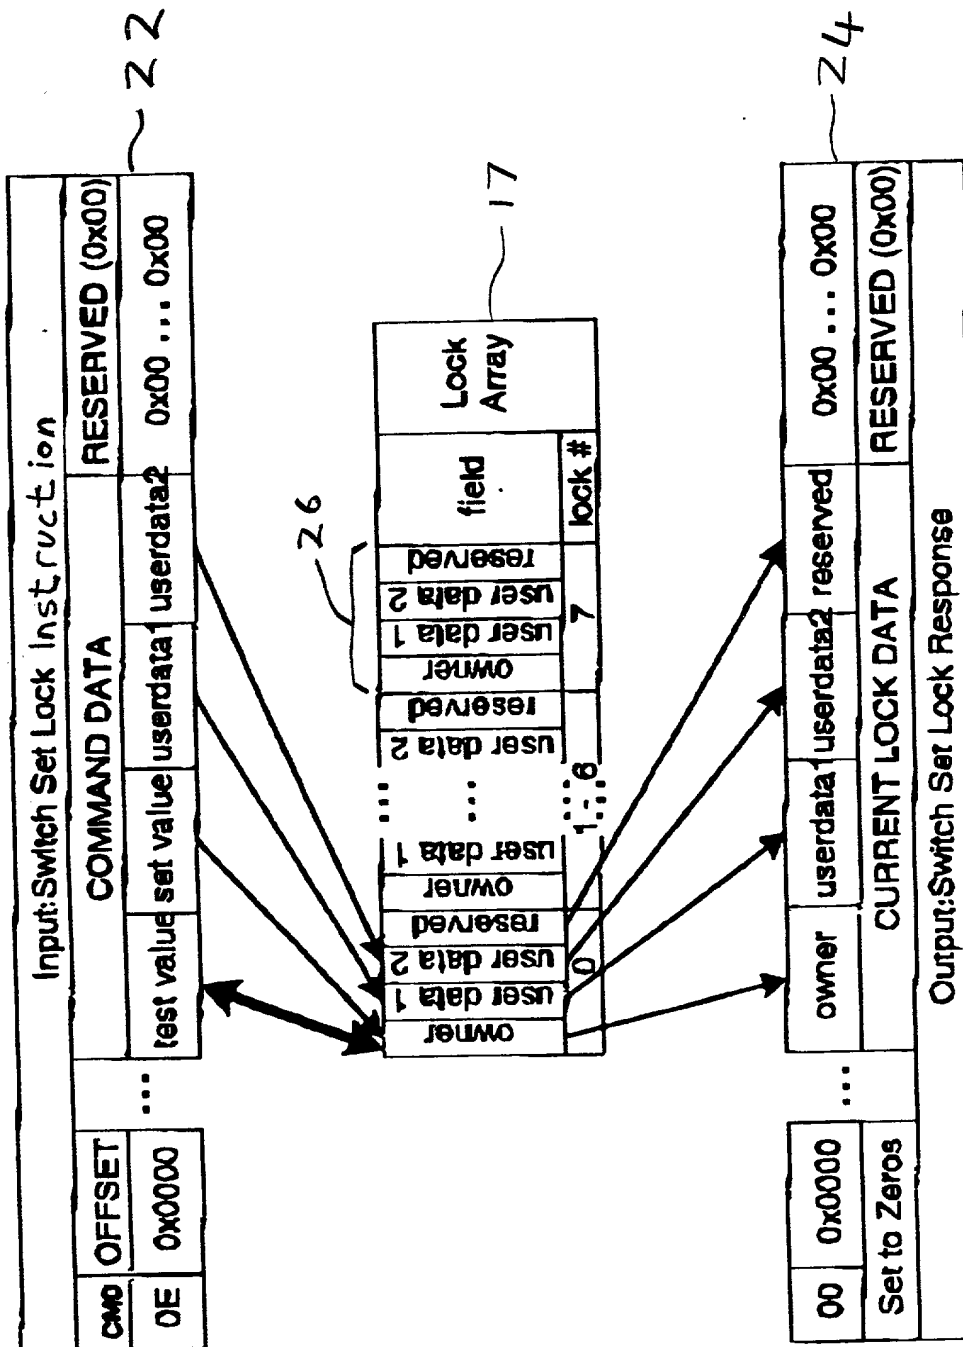 Input:Switch Set Lock Instruction
CMD OFFSET COMMAND DATA RESERVED (0x00)
0E 0x0000 ... test value set value userdata1 userdata2 0x00 ... 0x00
22
26
owner user data 1 user data 2 reserved owner user data 1 ... user data 2 reserved owner user data 1 user data 2 reserved field Lock Array
... 
0 1...6 7 lock #
17
00 0x0000 ... owner userdata1 userdata2 reserved 0x00 ... 0x00
24
Set to Zeros CURRENT LOCK DATA RESERVED (0x00)
Output:Switch Set Lock Response